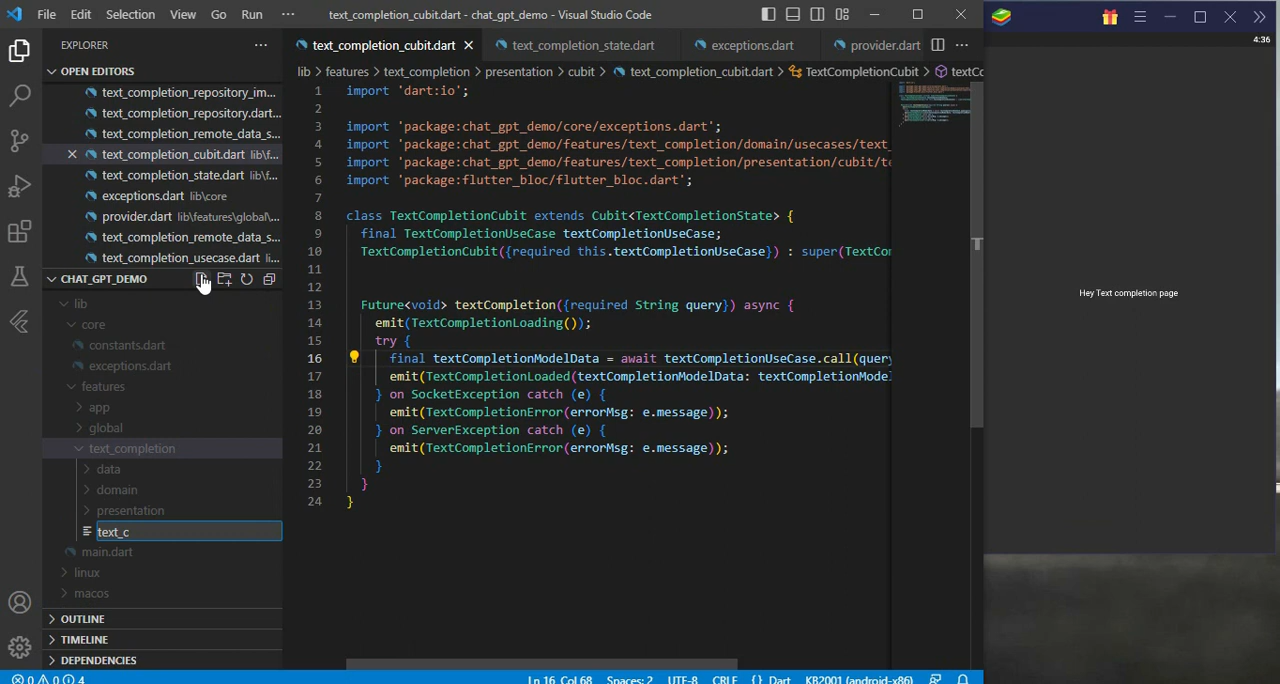 File Edit Selection View Go Run ··· text_completion_cubit.dart - chat_gpt_demo - Visual Studio Code
EXPLORER ···
text_completion_cubit.dart text_completion_state.dart exceptions.dart provider.dart ···
OPEN EDITORS
lib > features > text_completion > presentation > cubit > text_completion_cubit.dart > TextCompletionCubit > textCo
4:36
text_completion_repository_im...
text_completion_repository.dart...
text_completion_remote_data_s...
text_completion_cubit.dart lib\f...
text_completion_state.dart lib\f...
exceptions.dart lib\core
provider.dart lib\features\global\...
text_completion_remote_data_s...
text_completion_usecase.dart li...
CHAT_GPT_DEMO
lib
core
constants.dart
exceptions.dart
features
app
global
text_completion
data
domain
presentation
text_c
main.dart
linux
macos
OUTLINE
TIMELINE
DEPENDENCIES
1 import 'dart:io';
2
3 import 'package:chat_gpt_demo/core/exceptions.dart';
4 import 'package:chat_gpt_demo/features/text_completion/domain/usecases/text_
5 import 'package:chat_gpt_demo/features/text_completion/presentation/cubit/te
6 import 'package:flutter_bloc/flutter_bloc.dart';
7
8 class TextCompletionCubit extends Cubit<TextCompletionState> {
9 final TextCompletionUseCase textCompletionUseCase;
10 TextCompletionCubit({required this.textCompletionUseCase}) : super(TextCom
11
12
13 Future<void> textCompletion({required String query}) async {
14 emit(TextCompletionLoading());
15 try {
16 final textCompletionModelData = await textCompletionUseCase.call(query
17 emit(TextCompletionLoaded(textCompletionModelData: textCompletionModel
18 } on SocketException catch (e) {
19 emit(TextCompletionError(errorMsg: e.message));
20 } on ServerException catch (e) {
21 emit(TextCompletionError(errorMsg: e.message));
22 }
23 }
24 }
Hey Text completion page
0 0 4 Ln 16, Col 68 Spaces: 2 UTF-8 CRLF {} Dart KB2001 (android-x86)